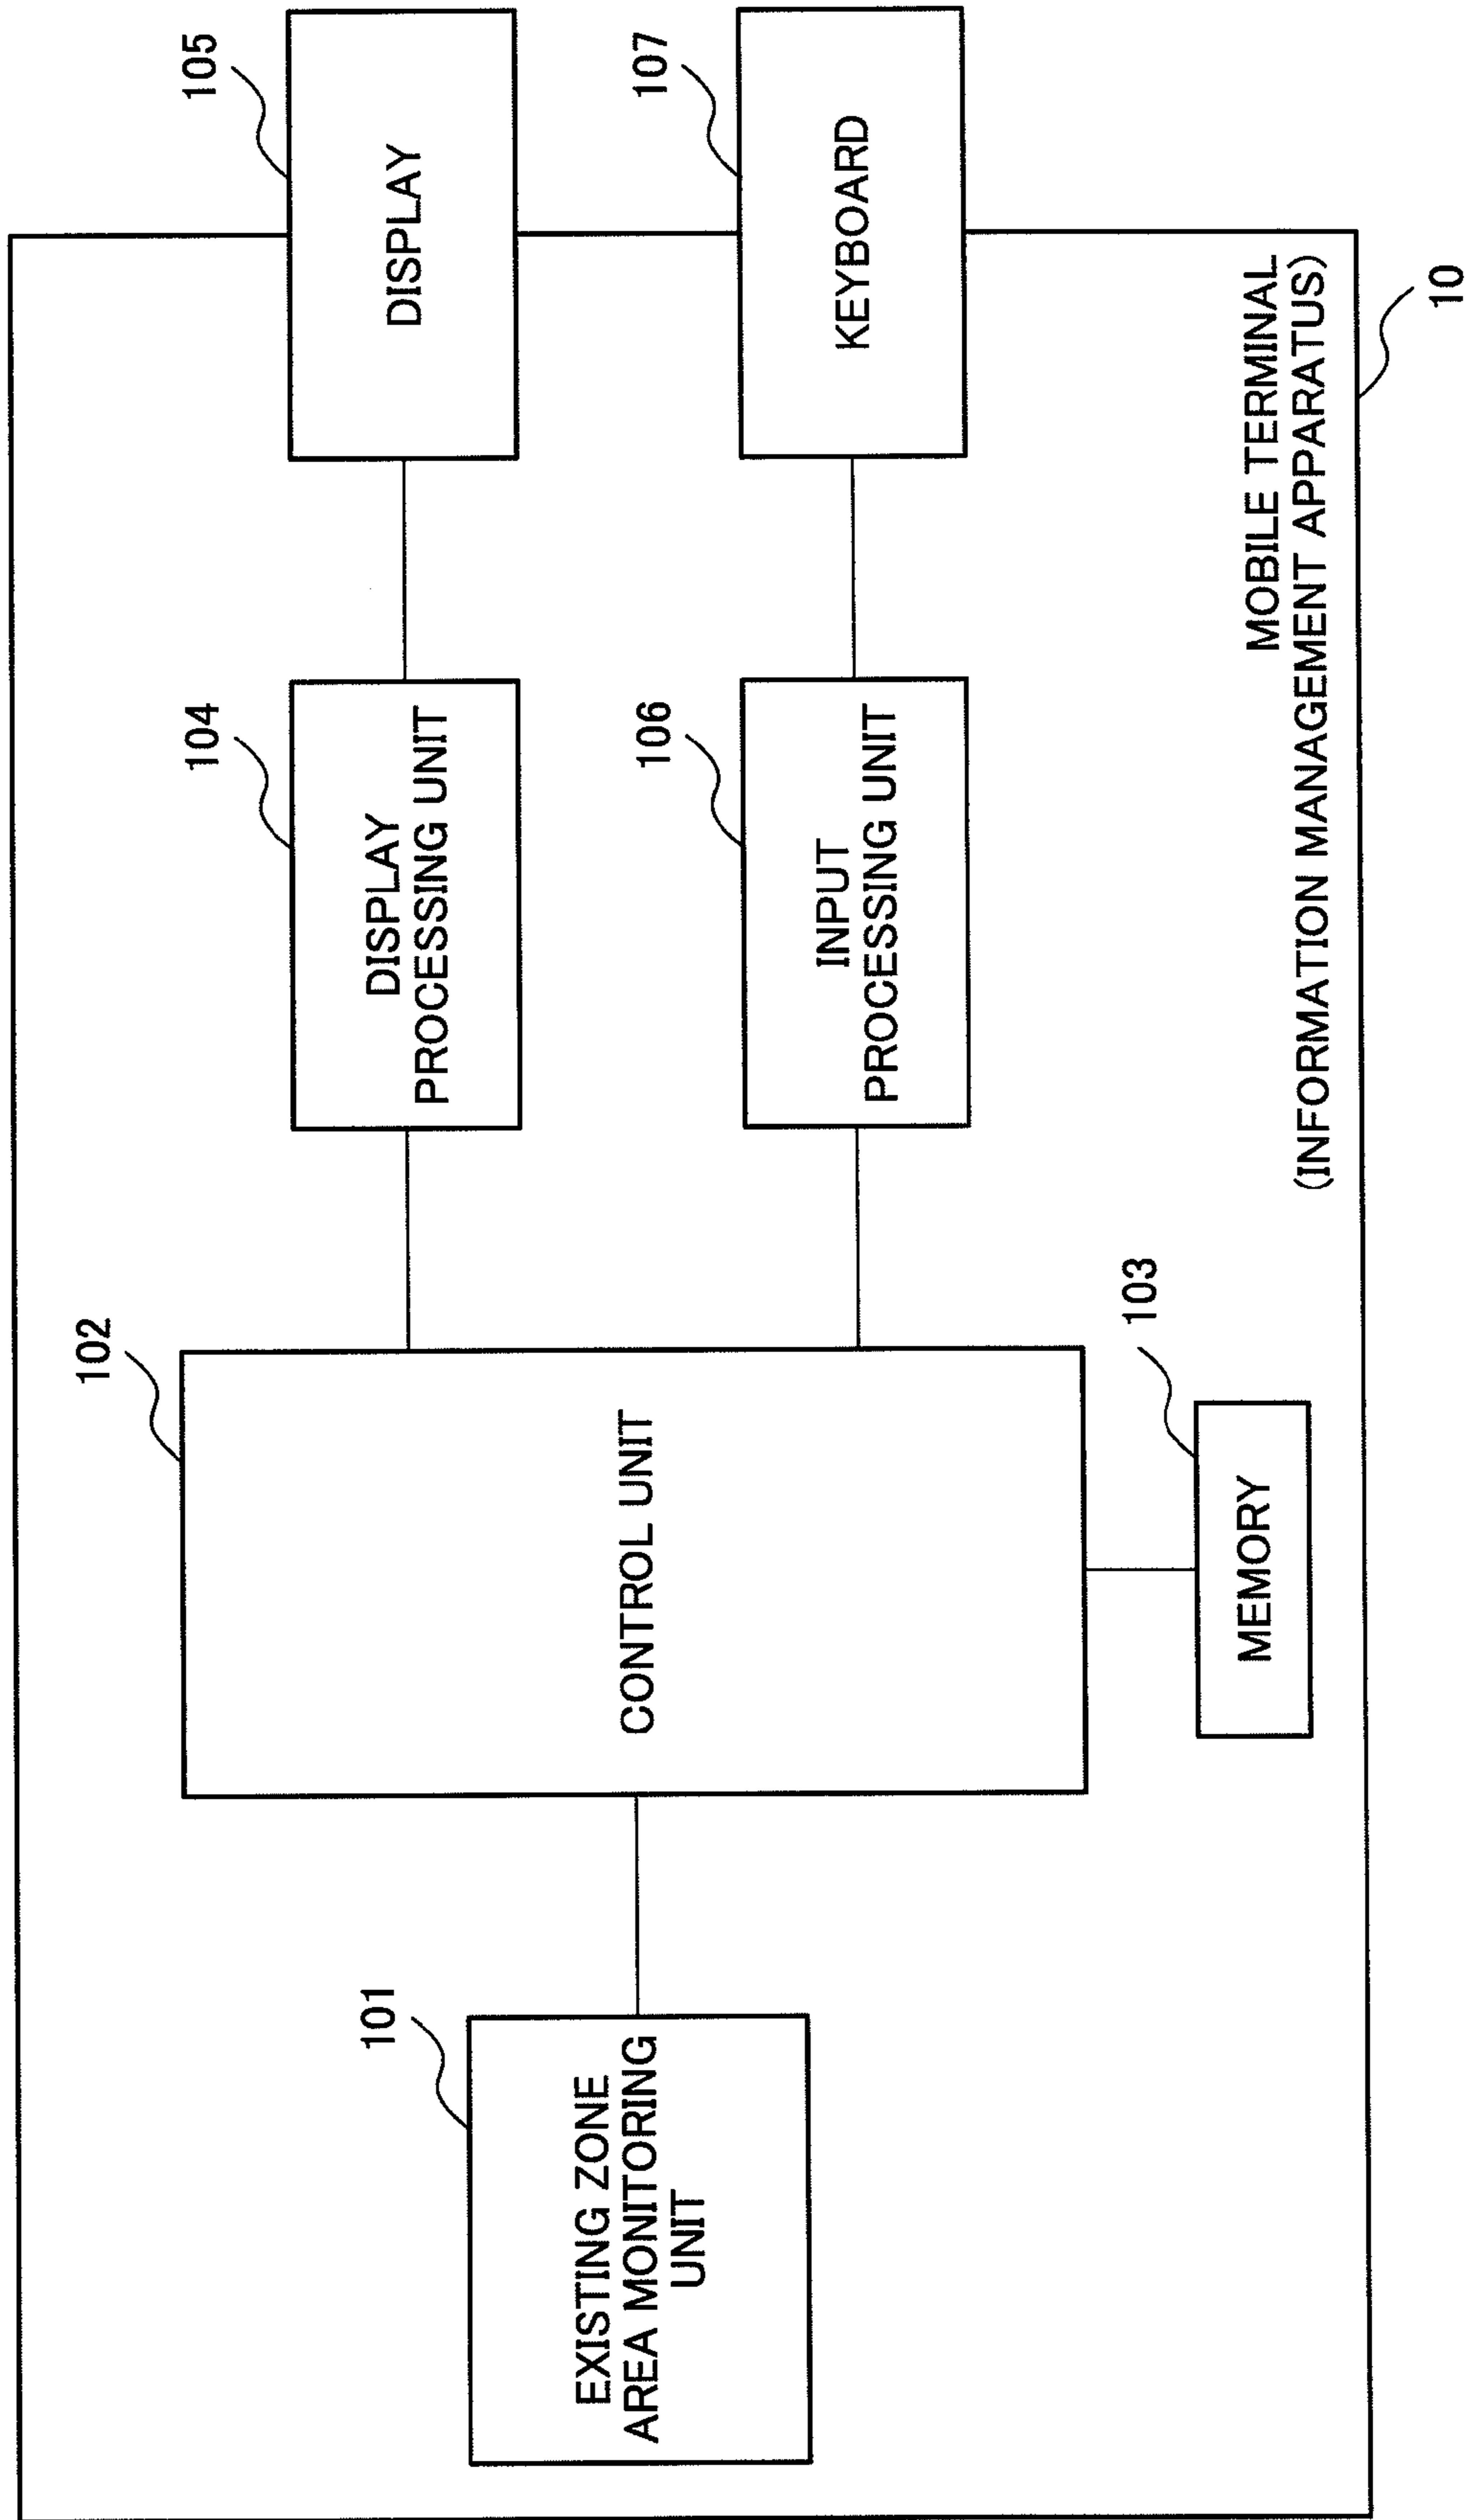 101
EXISTING ZONE
AREA MONITORING
UNIT
102
CONTROL UNIT
103
MEMORY
104
DISPLAY
PROCESSING UNIT
105
DISPLAY
106
INPUT
PROCESSING UNIT
107
KEYBOARD
MOBILE TERMINAL
(INFORMATION MANAGEMENT APPARATUS)
10